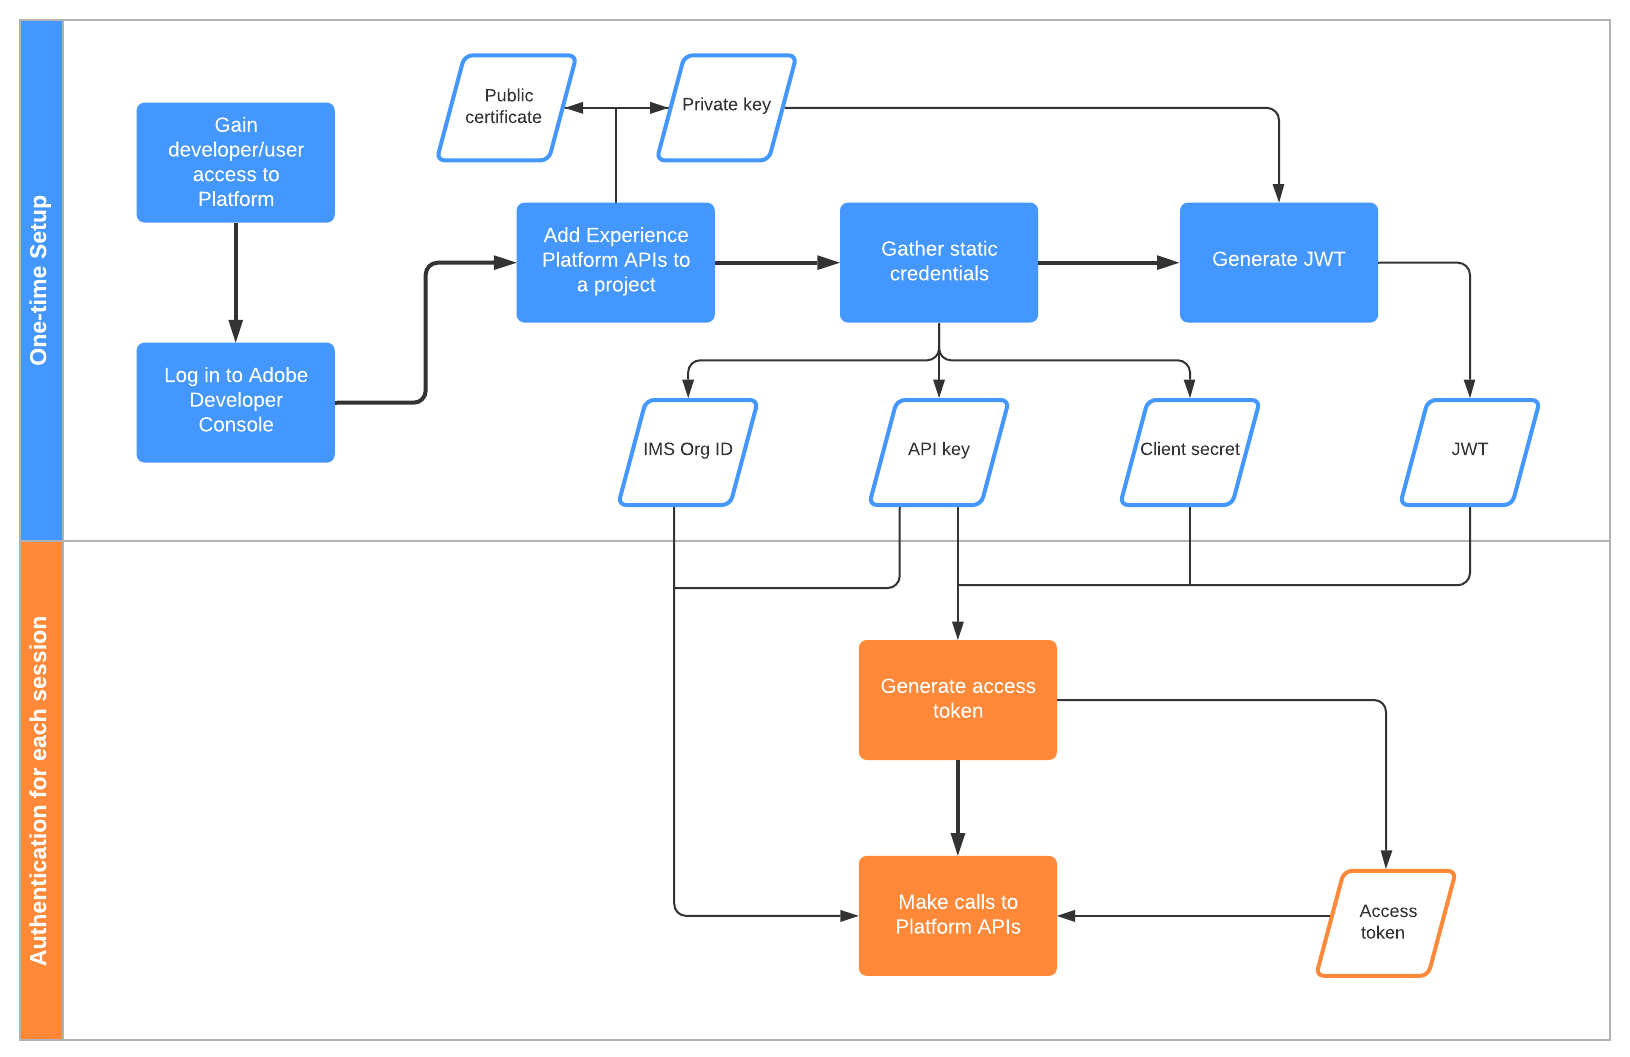 One-time Setup
Gain
developer/user
access to
Platform
Log in to Adobe
Developer
Console
Public
certificate
Private key
Add Experience
Platform APIs to
a project
Gather static
credentials
Generate JWT
IMS Org ID
API key
Client secret
JWT
Authentication for each session
Generate access
token
Make calls to
Platform APIs
Access
token